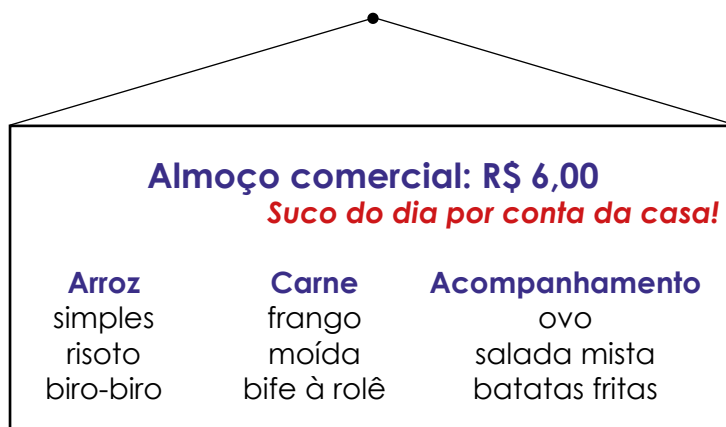 Almoço comercial: R$ 6,00
Suco do dia por conta da casa!
Arroz Carne Acompanhamento
simples frango ovo
risoto moída salada mista
biro-biro bife à rolê batatas fritas